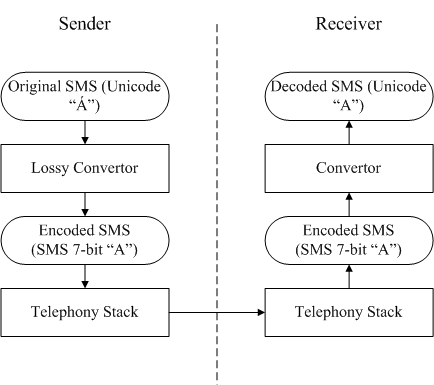 Sender
Original SMS (Unicode
“Á”)
Lossy Convertor
Encoded SMS
(SMS 7-bit “A”)
Telephony Stack
Receiver
Decoded SMS (Unicode
“A”)
Convertor
Encoded SMS
(SMS 7-bit “A”)
Telephony Stack